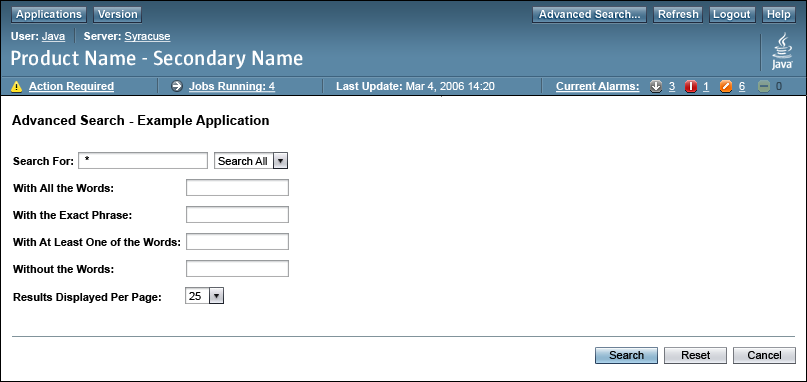 Applications Version Advanced Search... Refresh Logout Help
User: Java Server: Syracuse
Product Name - Secondary Name
Java
Action Required Jobs Running: 4 Last Update: Mar 4, 2006 14:20 Current Alarms: 3 1 6 0
Advanced Search - Example Application
Search For: * Search All
With All the Words:
With the Exact Phrase:
With At Least One of the Words:
Without the Words:
Results Displayed Per Page: 25
Search Reset Cancel